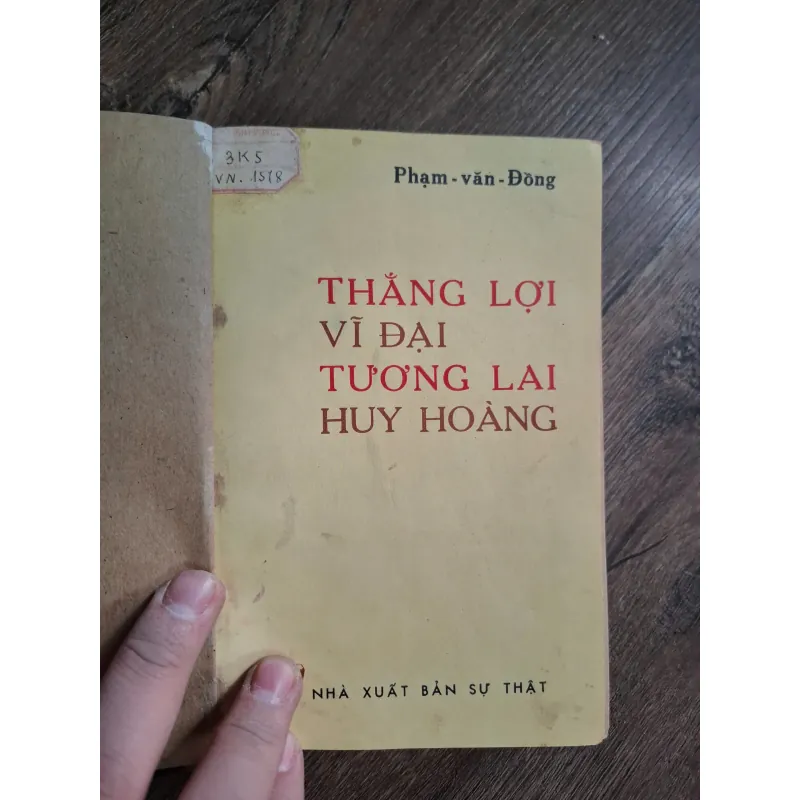 3K5
VN. 1518
Phạm-văn-Đồng
THẮNG LỢI
VĨ ĐẠI
TƯƠNG LAI
HUY HOÀNG
NHÀ XUẤT BẢN SỰ THẬT